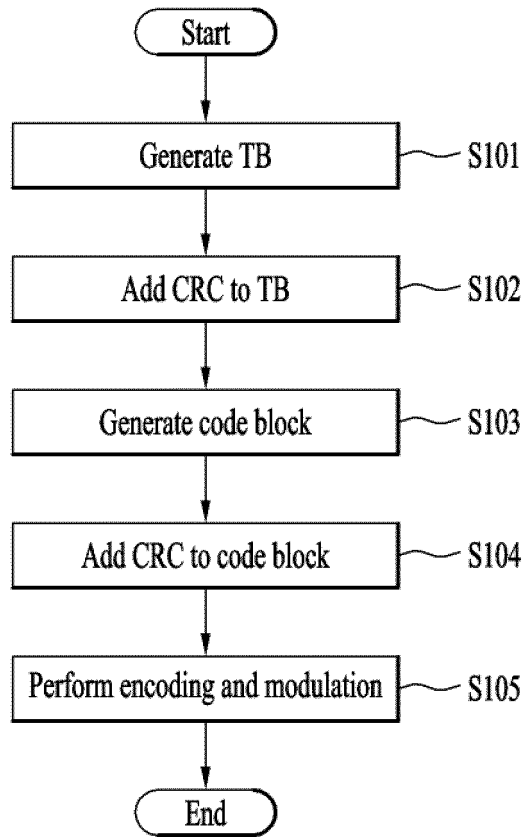 Start
Generate TB
S101
Add CRC to TB
S102
Generate code block
S103
Add CRC to code block
S104
Perform encoding and modulation
S105
End